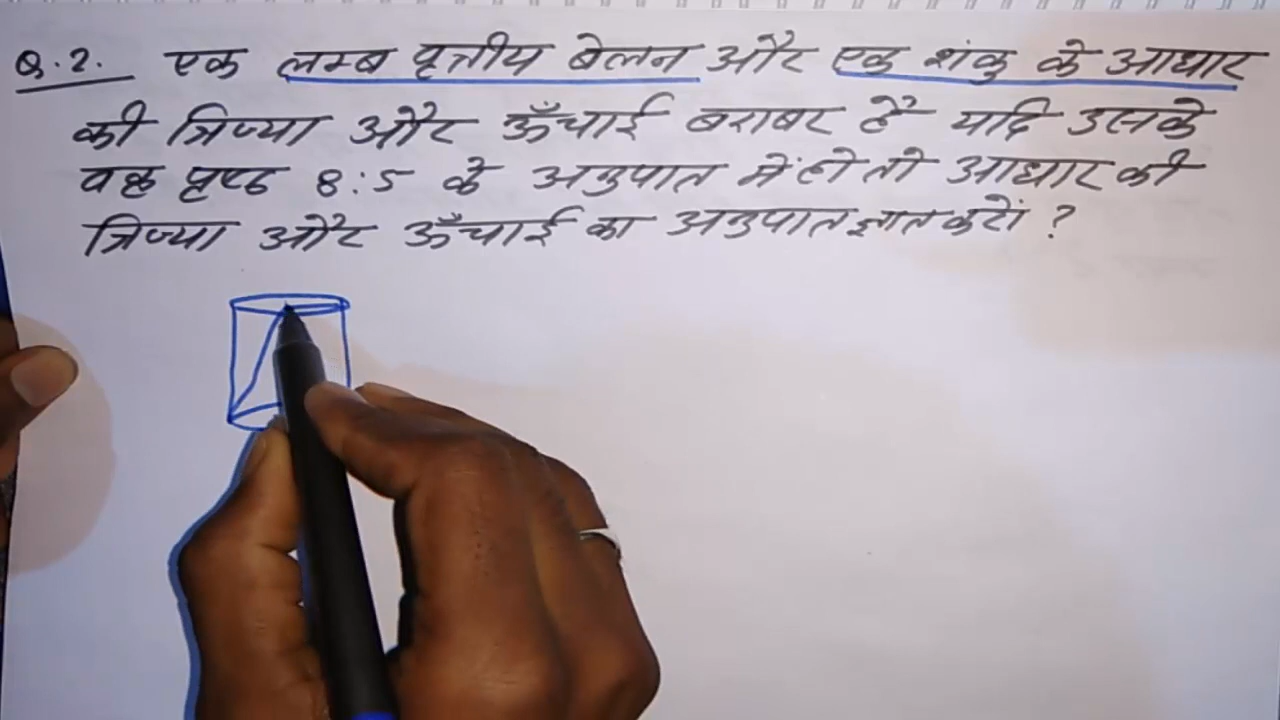 Q.2. एक लम्ब वृत्तीय बेलन और एक शंकु के आधार
की त्रिज्या और ऊँचाई बराबर है यदि उसके
वक्र पृष्ठ 8:5 के अनुपात में हो तो आधार की
त्रिज्या और ऊँचाई का अनुपात ज्ञात करों ?